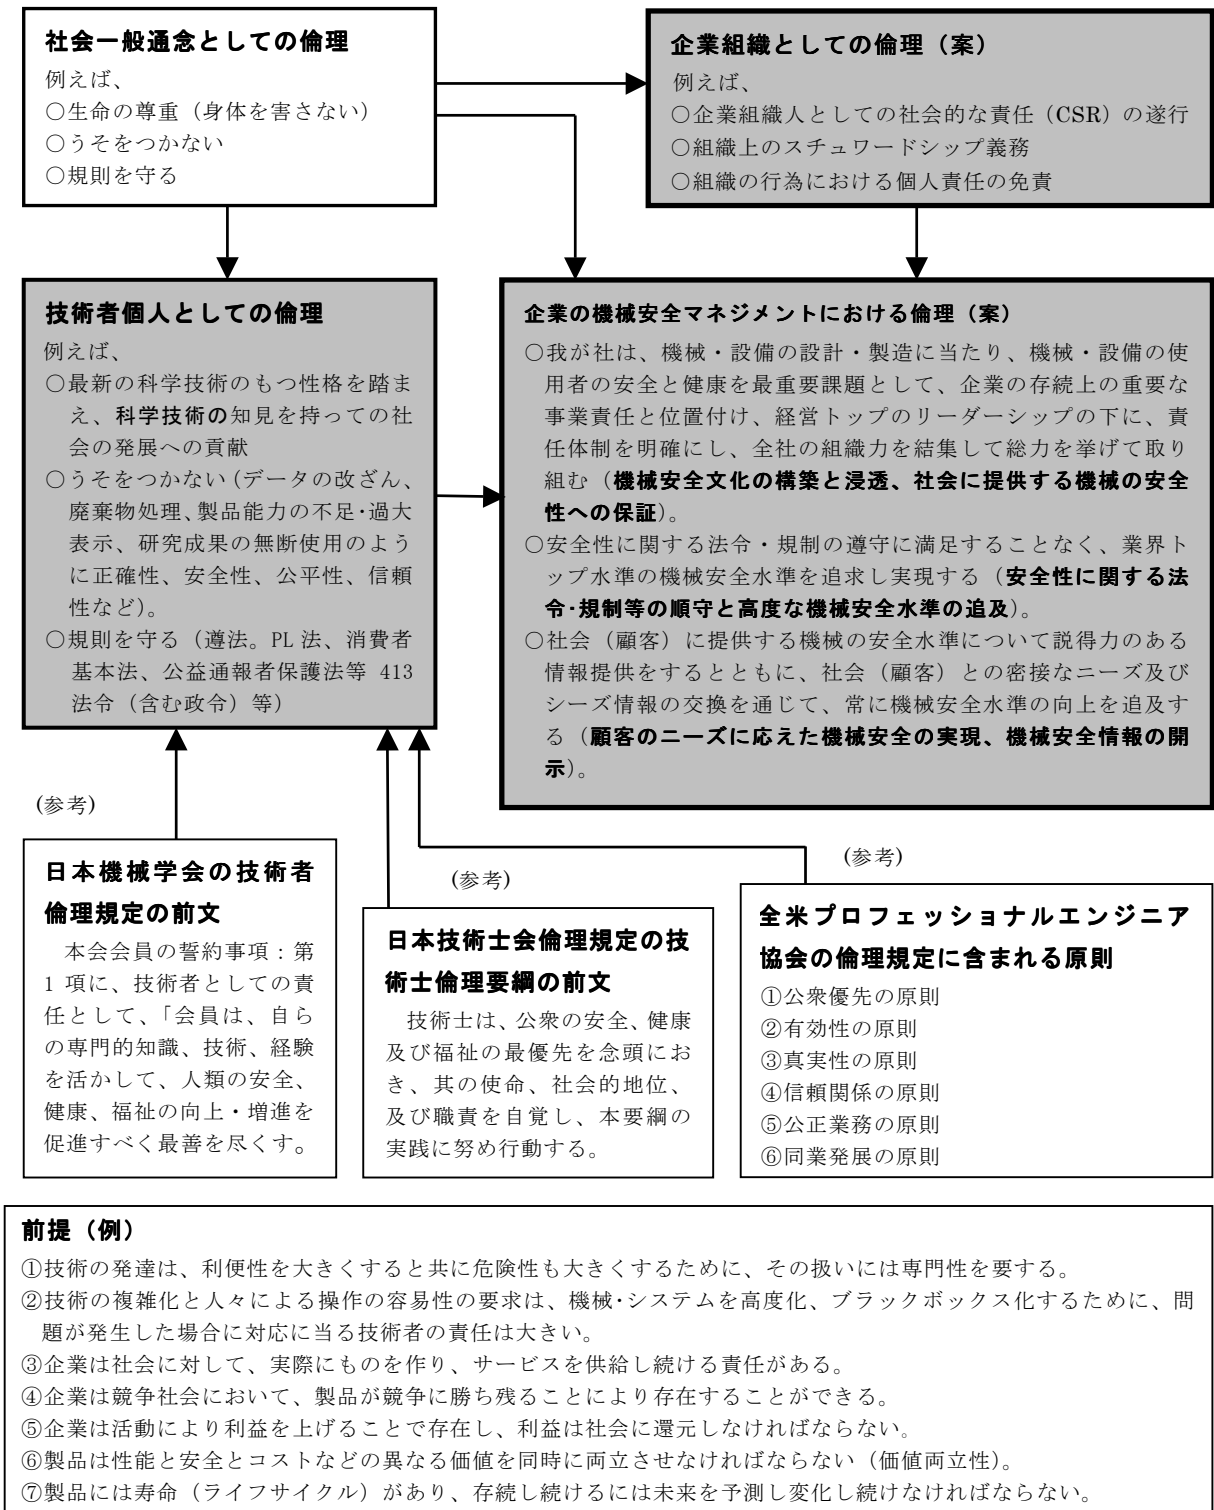 社会一般通念としての倫理
例えば、
○生命の尊重（身体を害さない）
○うそをつかない
○規則を守る
企業組織としての倫理（案）
例えば、
○企業組織人としての社会的な責任（CSR）の遂行
○組織上のスチュワードシップ義務
○組織の行為における個人責任の免責
技術者個人としての倫理
例えば、
○最新の科学技術のもつ性格を踏ま
え、科学技術の知見を持っての社
会の発展への貢献
○うそをつかない（データの改ざん、
廃棄物処理、製品能力の不足･過大
表示、研究成果の無断使用のよう
に正確性、安全性、公平性、信頼
性など）。
○規則を守る（遵法。PL 法、消費者
基本法、公益通報者保護法等 413
法令（含む政令）等）
企業の機械安全マネジメントにおける倫理（案）
○我が社は、機械・設備の設計・製造に当たり、機械・設備の使
用者の安全と健康を最重要課題として、企業の存続上の重要な
事業責任と位置付け、経営トップのリーダーシップの下に、責
任体制を明確にし、全社の組織力を結集して総力を挙げて取り
組む（機械安全文化の構築と浸透、社会に提供する機械の安全
性への保証）。
○安全性に関する法令・規制の遵守に満足することなく、業界ト
ップ水準の機械安全水準を追求し実現する（安全性に関する法
令･規制等の順守と高度な機械安全水準の追及）。
○社会（顧客）に提供する機械の安全水準について説得力のある
情報提供をするとともに、社会（顧客）との密接なニーズ及び
シーズ情報の交換を通じて、常に機械安全水準の向上を追及す
る（顧客のニーズに応えた機械安全の実現、機械安全情報の開
示）。
(参考)
日本機械学会の技術者
倫理規定の前文
本会会員の誓約事項：第
1 項に、技術者としての責
任として、「会員は、自ら
の専門的知識、技術、経験
を活かして、人類の安全、
健康、福祉の向上・増進を
促進すべく最善を尽くす。
(参考)
日本技術士会倫理規定の技
術士倫理要綱の前文
技術士は、公衆の安全、健康
及び福祉の最優先を念頭にお
き、其の使命、社会的地位、
及び職責を自覚し、本要綱の
実践に努め行動する。
(参考)
全米プロフェッショナルエンジニア
協会の倫理規定に含まれる原則
①公衆優先の原則
②有効性の原則
③真実性の原則
④信頼関係の原則
⑤公正業務の原則
⑥同業発展の原則
前提（例）
①技術の発達は、利便性を大きくすると共に危険性も大きくするために、その扱いには専門性を要する。
②技術の複雑化と人々による操作の容易性の要求は、機械･システムを高度化、ブラックボックス化するために、問
題が発生した場合に対応に当る技術者の責任は大きい。
③企業は社会に対して、実際にものを作り、サービスを供給し続ける責任がある。
④企業は競争社会において、製品が競争に勝ち残ることにより存在することができる。
⑤企業は活動により利益を上げることで存在し、利益は社会に還元しなければならない。
⑥製品は性能と安全とコストなどの異なる価値を同時に両立させなければならない（価値両立性）。
⑦製品には寿命（ライフサイクル）があり、存続し続けるには未来を予測し変化し続けなければならない。